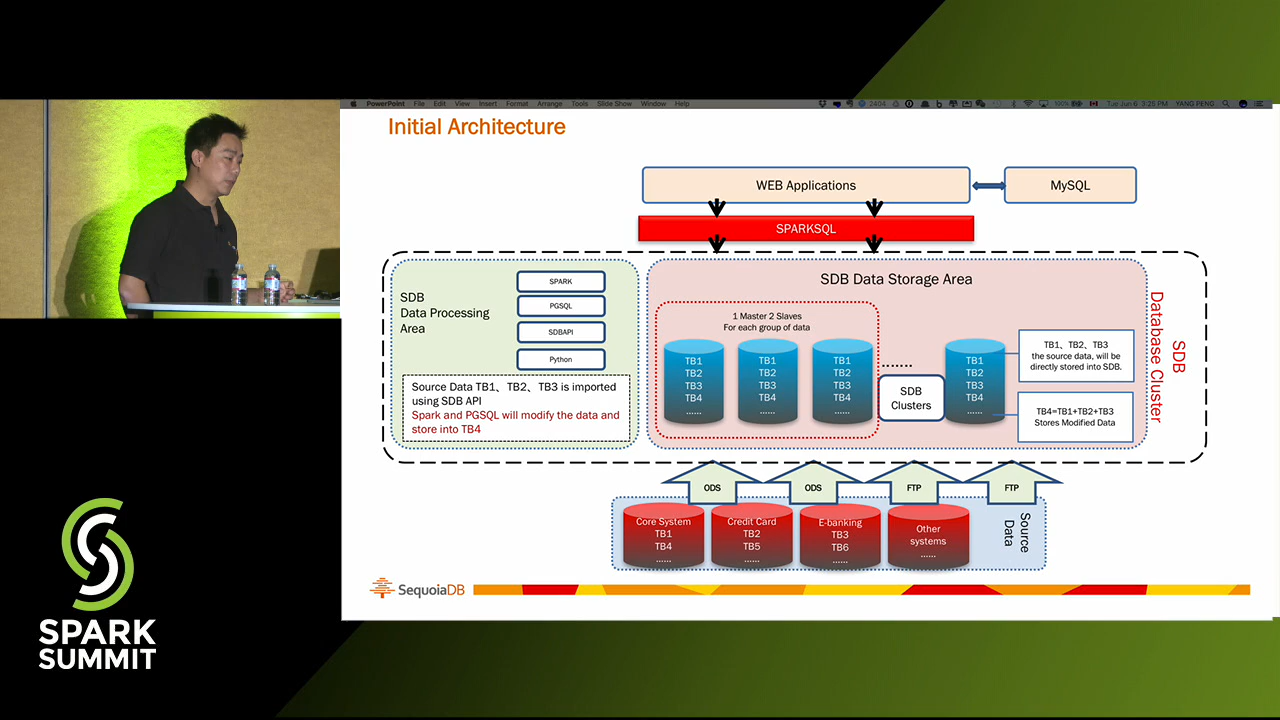 PowerPoint File Edit View Insert Format Arrange Tools Slide Show Window Help
2404 100% Tue Jun 6 3:25 PM YANG PENG
Initial Architecture
WEB Applications
MySQL
SPARKSQL
SDB
Data Processing
Area
SPARK
PGSQL
SDBAPI
Python
Source Data TB1、TB2、TB3 is imported
using SDB API
Spark and PGSQL will modify the data and
store into TB4
SDB Data Storage Area
1 Master 2 Slaves
For each group of data
TB1
TB2
TB3
TB4
......
TB1
TB2
TB3
TB4
......
TB1
TB2
TB3
TB4
......
.......
SDB
Clusters
TB1
TB2
TB3
TB4
......
TB1、TB2、TB3
the source data, will be
directly stored into SDB.
TB4=TB1+TB2+TB3
Stores Modified Data
SDB
Database Cluster
ODS
ODS
FTP
FTP
Core System
TB1
TB4
......
Credit Card
TB2
TB5
......
E-banking
TB3
TB6
......
Other
systems
......
Source
Data
SequoiaDB
SPARK
SUMMIT